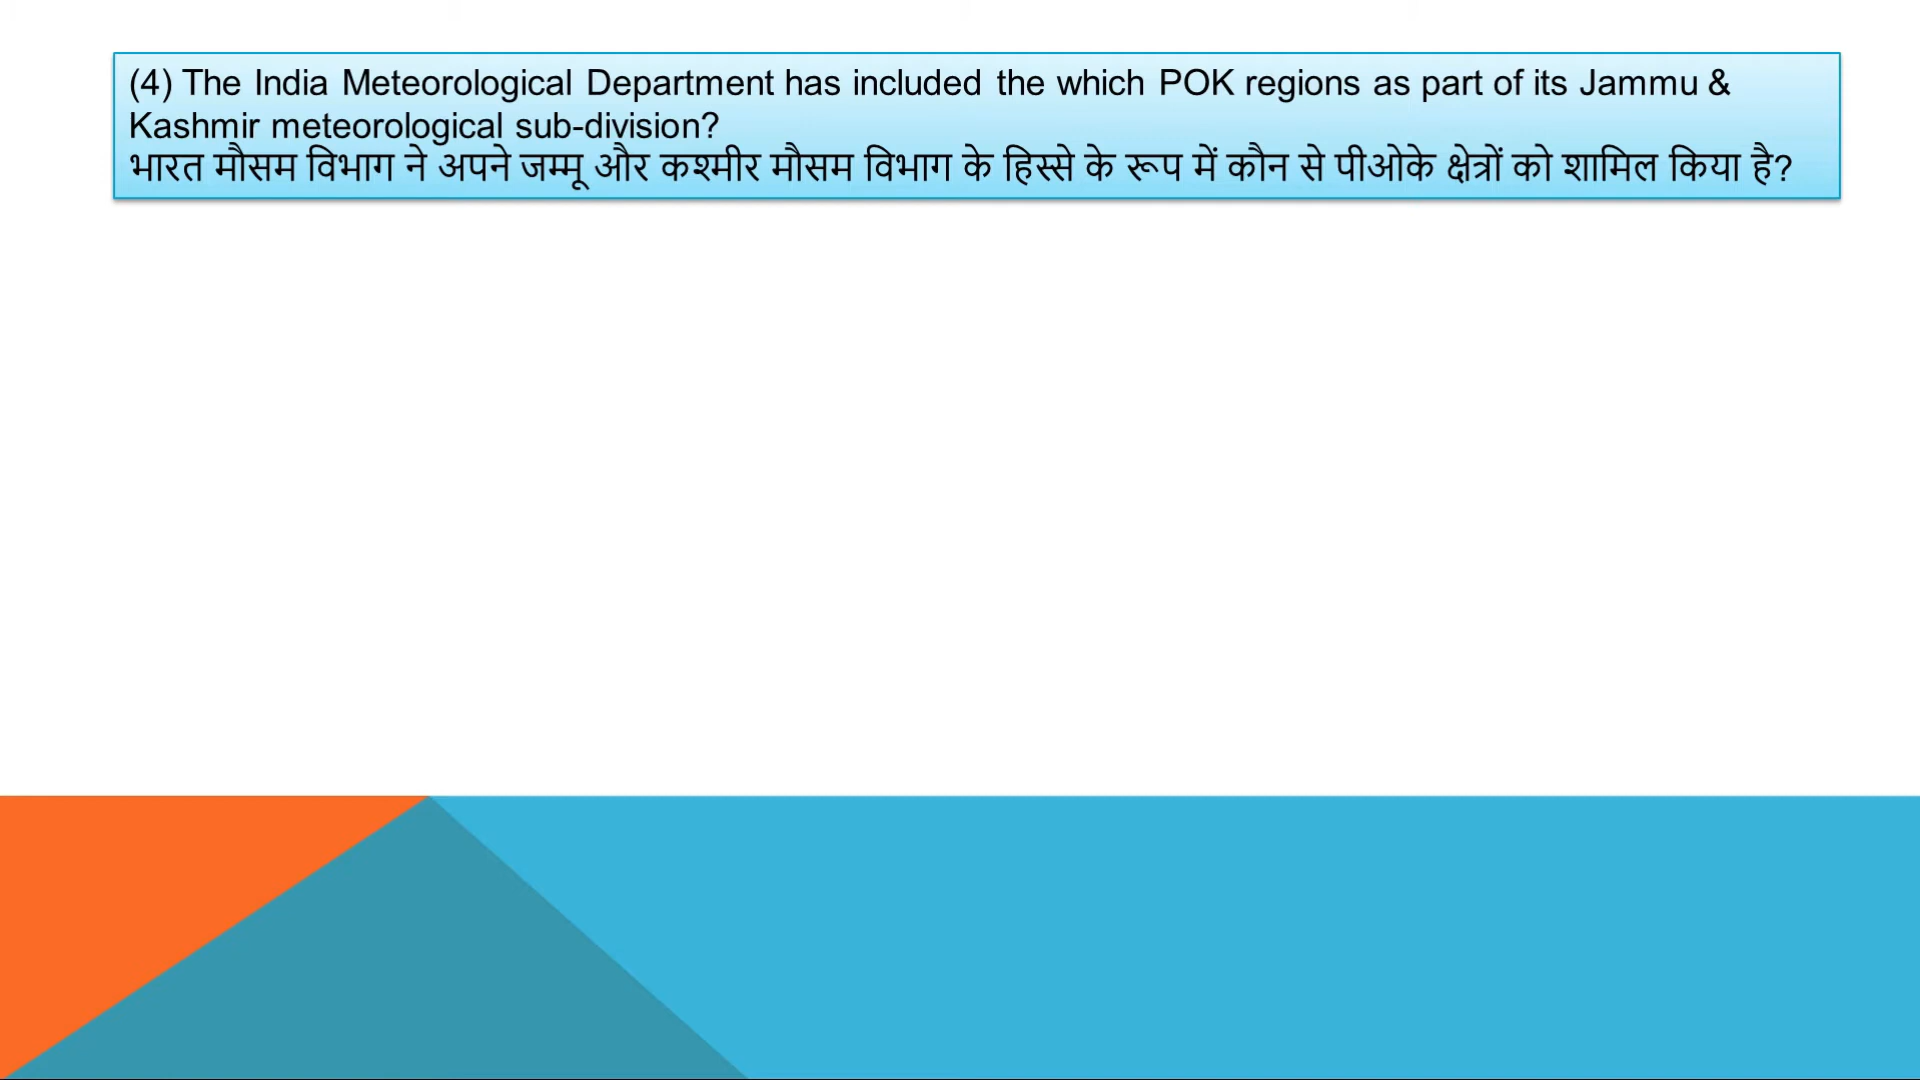 (4) The India Meteorological Department has included the which POK regions as part of its Jammu &
Kashmir meteorological sub-division?
भारत मौसम विभाग ने अपने जम्मू और कश्मीर मौसम विभाग के हिस्से के रूप में कौन से पीओके क्षेत्रों को शामिल किया है?